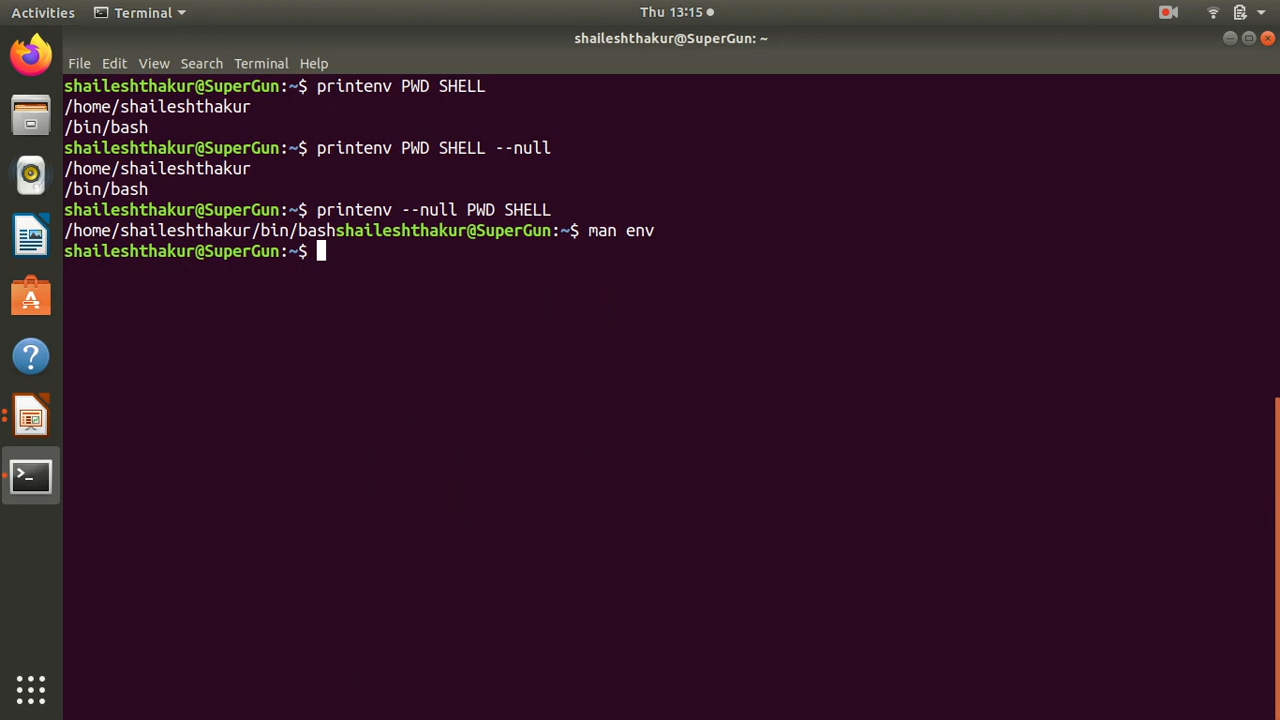 Activities Terminal Thu 13:15
shaileshthakur@SuperGun: ~
File Edit View Search Terminal Help
shaileshthakur@SuperGun:~$ printenv PWD SHELL
/home/shaileshthakur
/bin/bash
shaileshthakur@SuperGun:~$ printenv PWD SHELL --null
/home/shaileshthakur
/bin/bash
shaileshthakur@SuperGun:~$ printenv --null PWD SHELL
/home/shaileshthakur/bin/bashshaileshthakur@SuperGun:~$ man env
shaileshthakur@SuperGun:~$